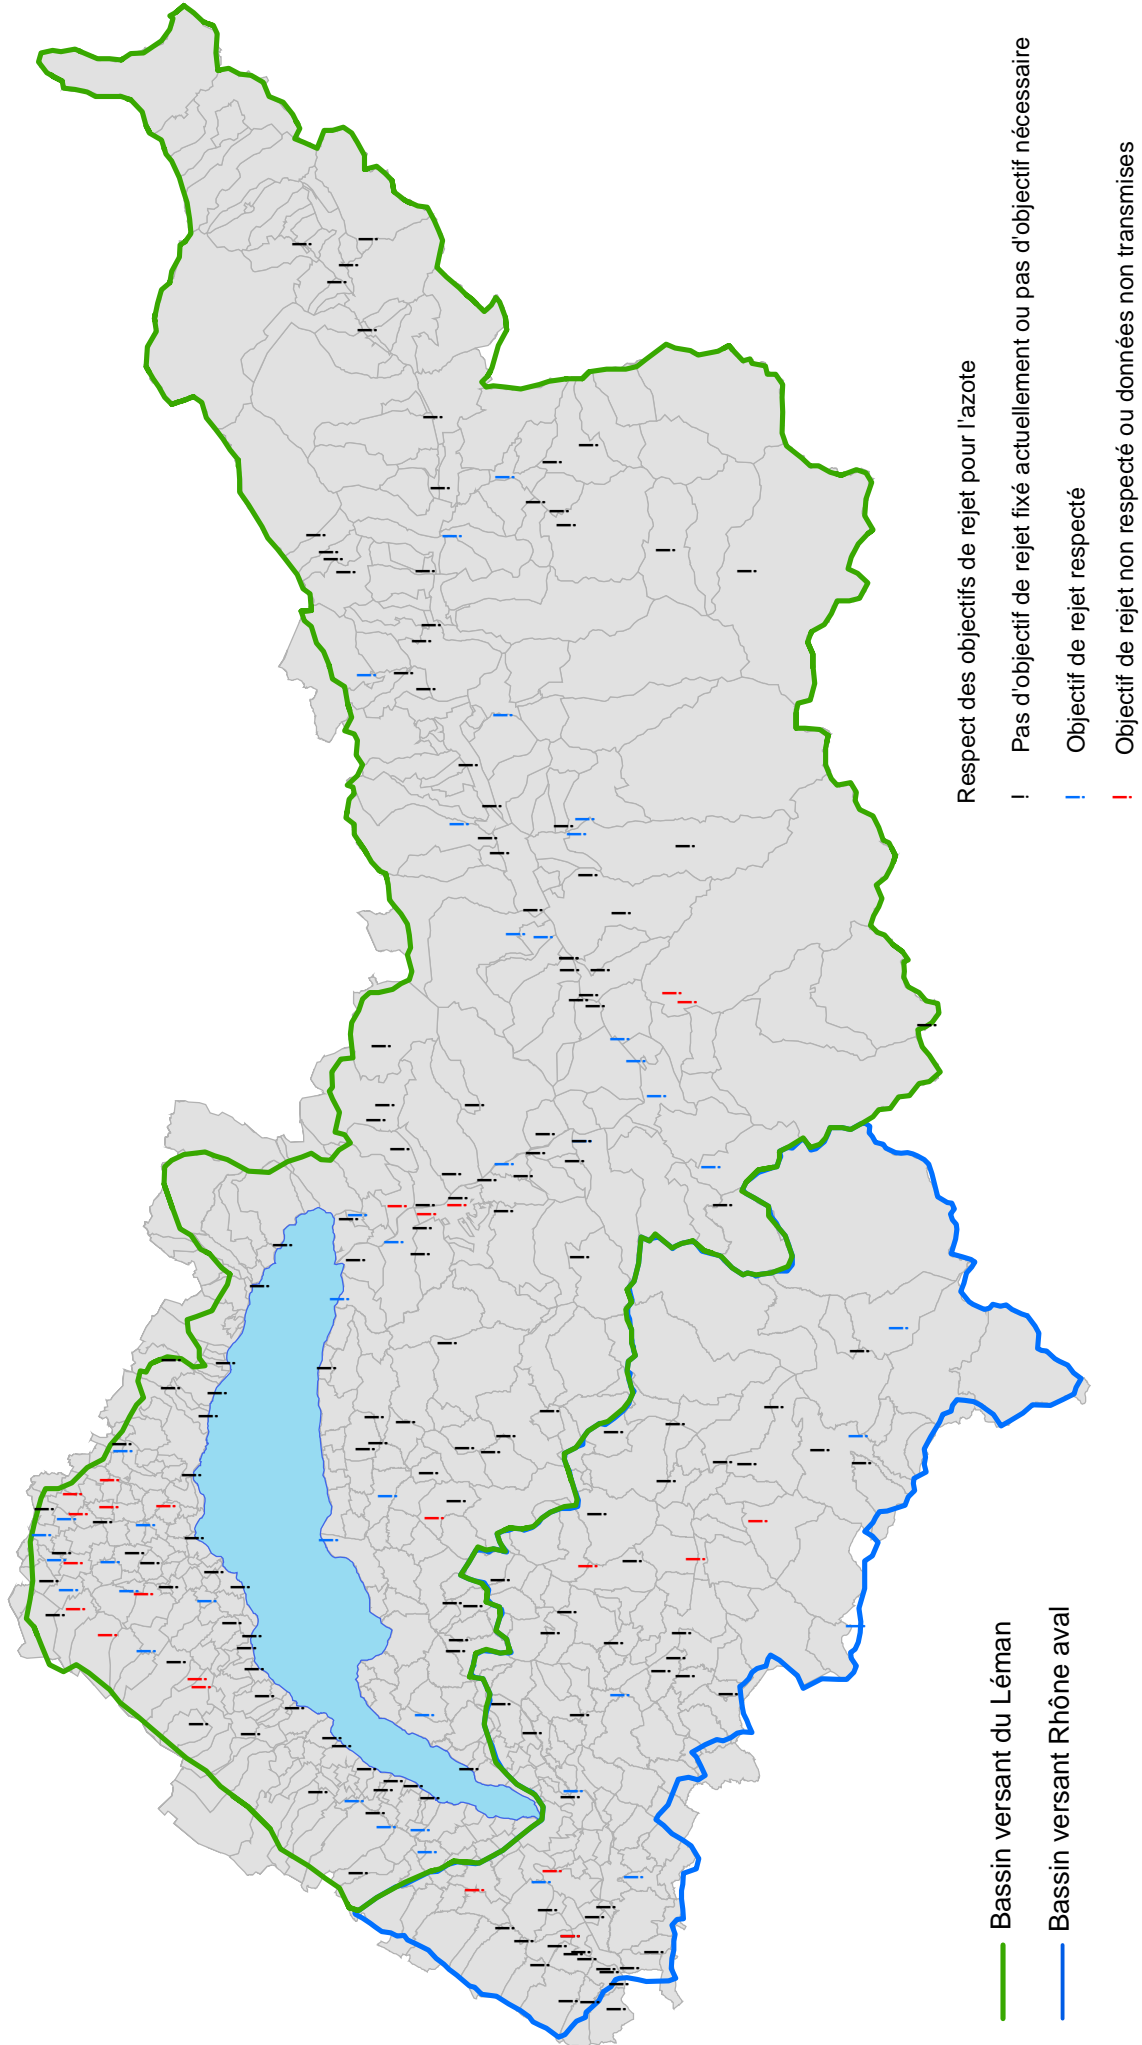 Respect des objectifs de rejet pour l'azote
! Pas d'objectif de rejet fixé actuellement ou pas d'objectif nécessaire
! Objectif de rejet respecté
! Objectif de rejet non respecté ou données non transmises
Bassin versant du Léman
Bassin versant Rhône aval